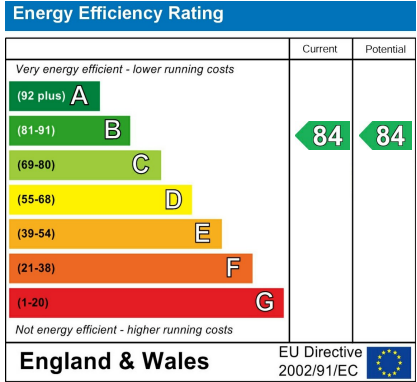 Energy Efficiency Rating
Current Potential
Very energy efficient - lower running costs
(92 plus) A
(81-91) B 84 84
(69-80) C
(55-68) D
(39-54) E
(21-38) F
(1-20) G
Not energy efficient - higher running costs
England & Wales
EU Directive
2002/91/EC